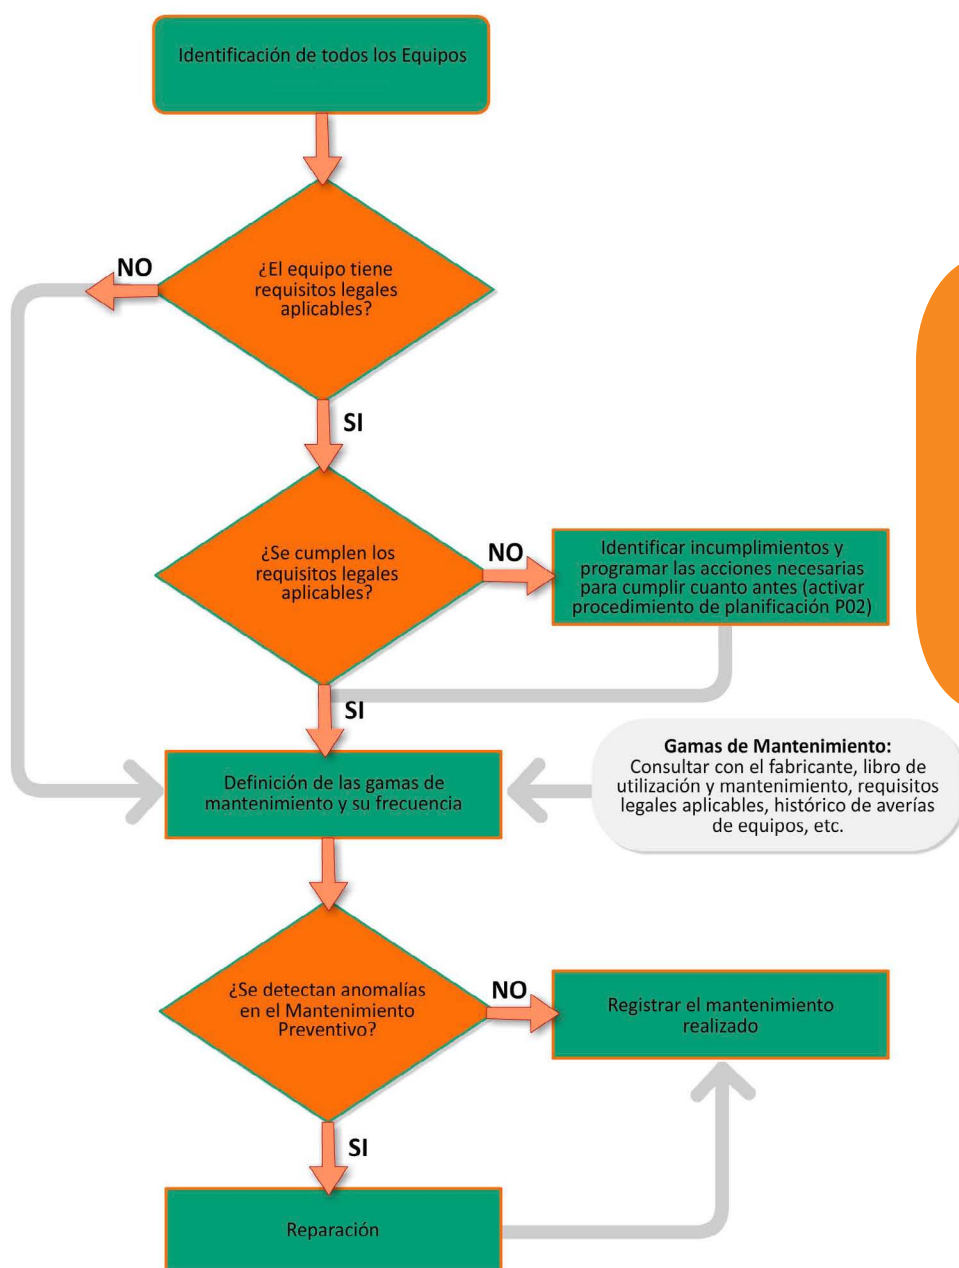 Identificación de todos los Equipos
NO
¿El equipo tiene
requisitos legales
aplicables?
SI
¿Se cumplen los
requisitos legales
aplicables?
NO
Identificar incumplimientos y
programar las acciones necesarias
para cumplir cuanto antes (activar
procedimiento de planificación P02)
SI
Definición de las gamas de
mantenimiento y su frecuencia
Gamas de Mantenimiento:
Consultar con el fabricante, libro de
utilización y mantenimiento, requisitos
legales aplicables, histórico de averías
de equipos, etc.
¿Se detectan anomalías
en el Mantenimiento
Preventivo?
NO
Registrar el mantenimiento
realizado
SI
Reparación